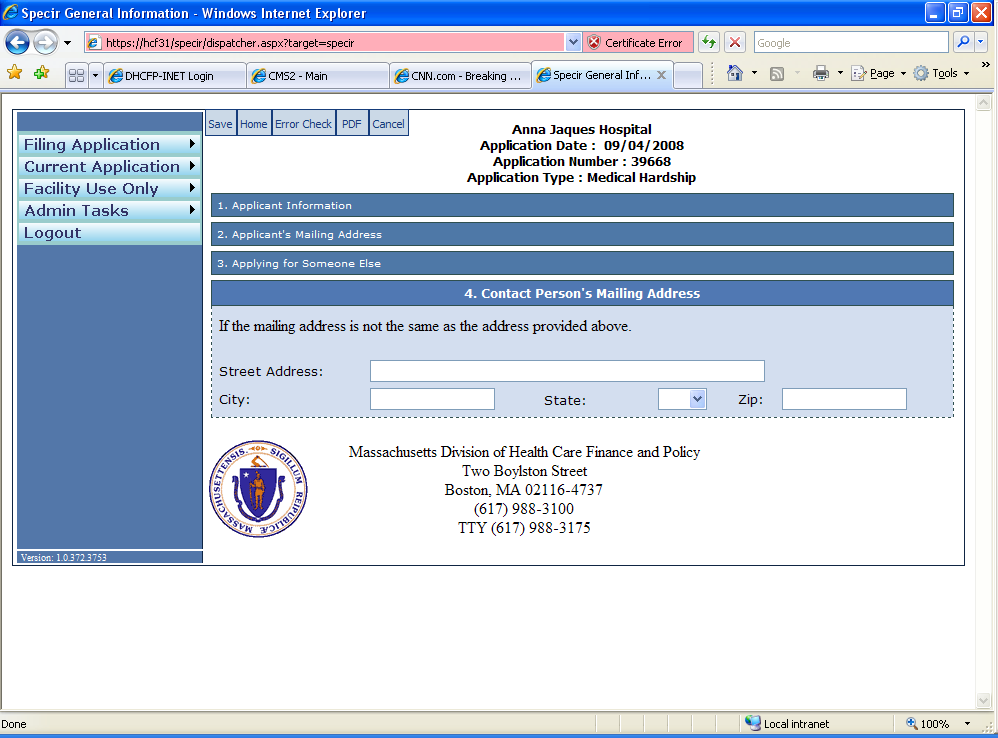 Specir General Information - Windows Internet Explorer
https://hcf31/specir/dispatcher.aspx?target=specir
Certificate Error
Google
DHCFP-INET Login
CMS2 - Main
CNN.com - Breaking ...
Specir General Inf... X
Page
Tools
»
Save Home Error Check PDF Cancel
Filing Application
Current Application
Facility Use Only
Admin Tasks
Logout
Anna Jaques Hospital
Application Date : 09/04/2008
Application Number : 39668
Application Type : Medical Hardship
1. Applicant Information
2. Applicant's Mailing Address
3. Applying for Someone Else
4. Contact Person's Mailing Address
If the mailing address is not the same as the address provided above.
Street Address:
City: State: Zip:
Massachusetts Division of Health Care Finance and Policy
Two Boylston Street
Boston, MA 02116-4737
(617) 988-3100
TTY (617) 988-3175
SIGILLUM REIPUBLICÆ MASSACHUSETTENSIS
Version: 1.0.372.3753
Done
Local intranet
100%